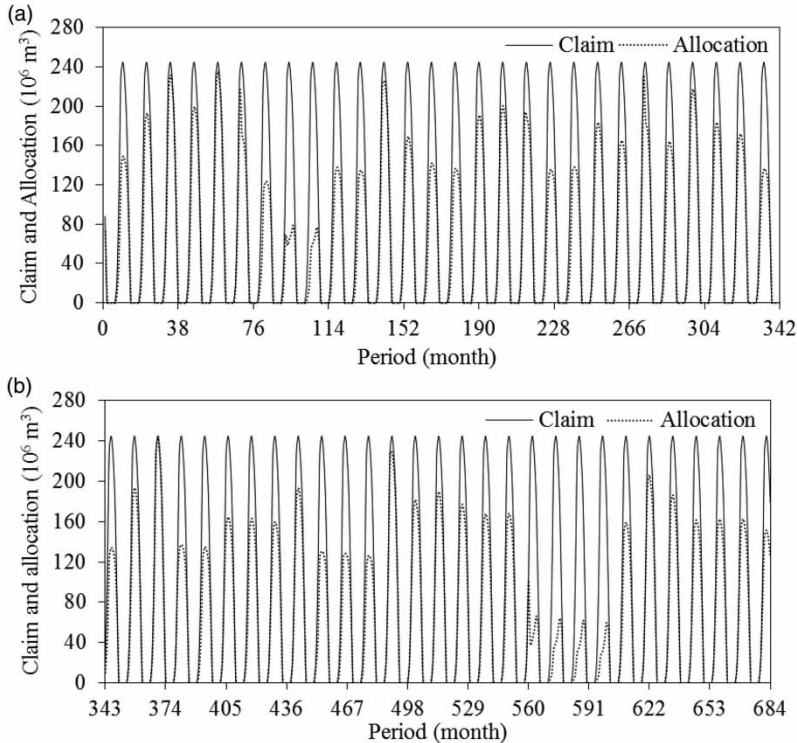 (a)
280
240
200
160
120
80
40
0
Claim and Allocation (10⁶ m³)
Claim Allocation
0 38 76 114 152 190 228 266 304 342
Period (month)
(b)
280
240
200
160
120
80
40
0
Claim and allocation (10⁶ m³)
Claim Allocation
343 374 405 436 467 498 529 560 591 622 653 684
Period (month)